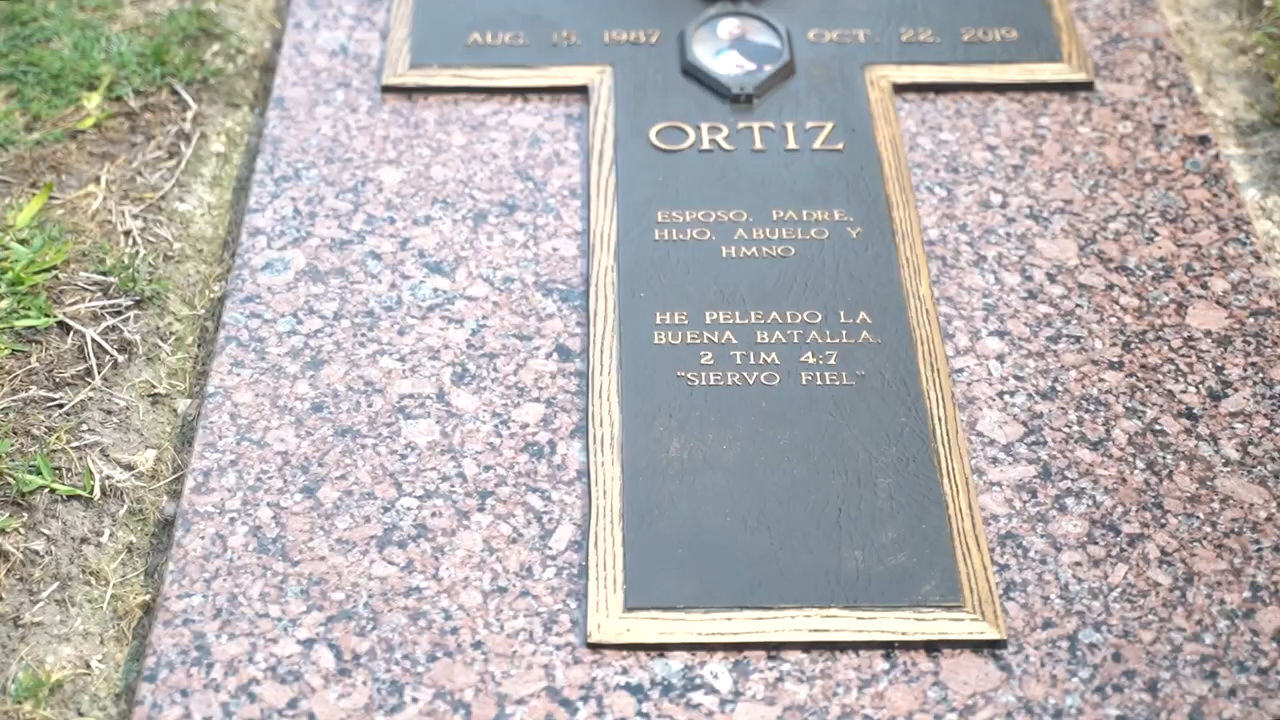 AUG. 15, 1987 OCT. 22, 2019
ORTIZ
ESPOSO, PADRE,
HIJO, ABUELO Y
HMNO
HE PELEADO LA
BUENA BATALLA,
2 TIM 4:7
"SIERVO FIEL"